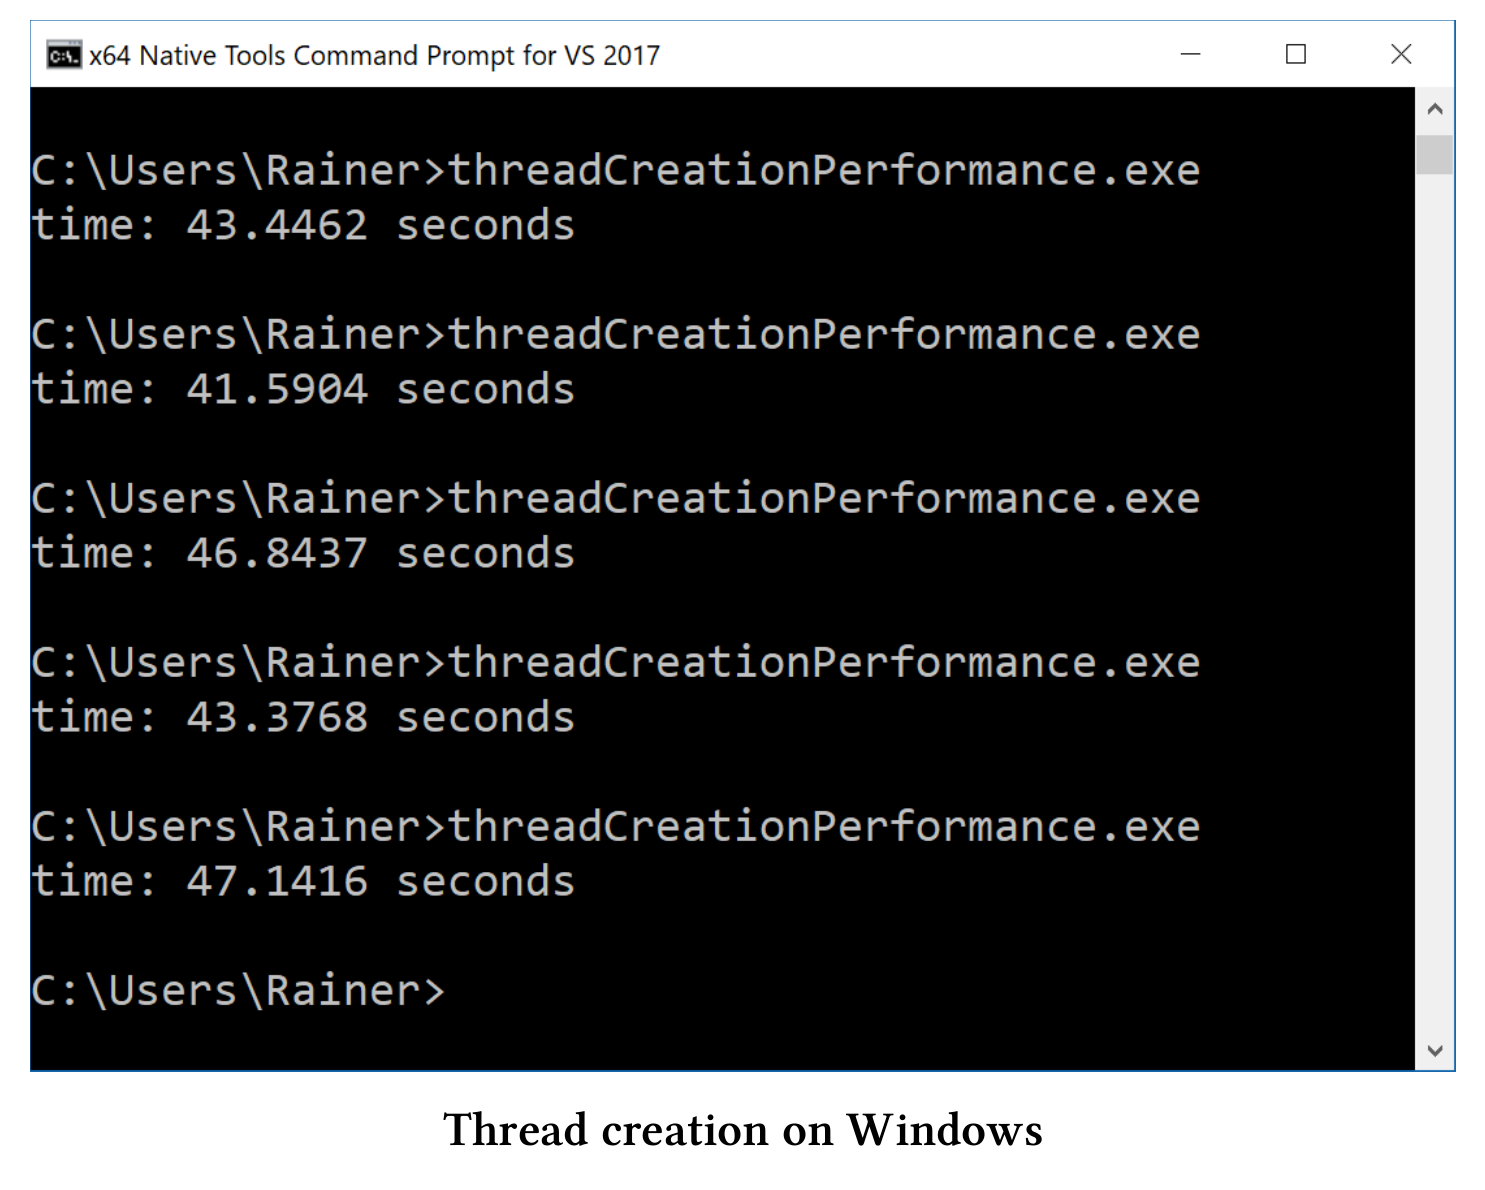 x64 Native Tools Command Prompt for VS 2017
C:\Users\Rainer>threadCreationPerformance.exe
time: 43.4462 seconds
C:\Users\Rainer>threadCreationPerformance.exe
time: 41.5904 seconds
C:\Users\Rainer>threadCreationPerformance.exe
time: 46.8437 seconds
C:\Users\Rainer>threadCreationPerformance.exe
time: 43.3768 seconds
C:\Users\Rainer>threadCreationPerformance.exe
time: 47.1416 seconds
C:\Users\Rainer>
Thread creation on Windows